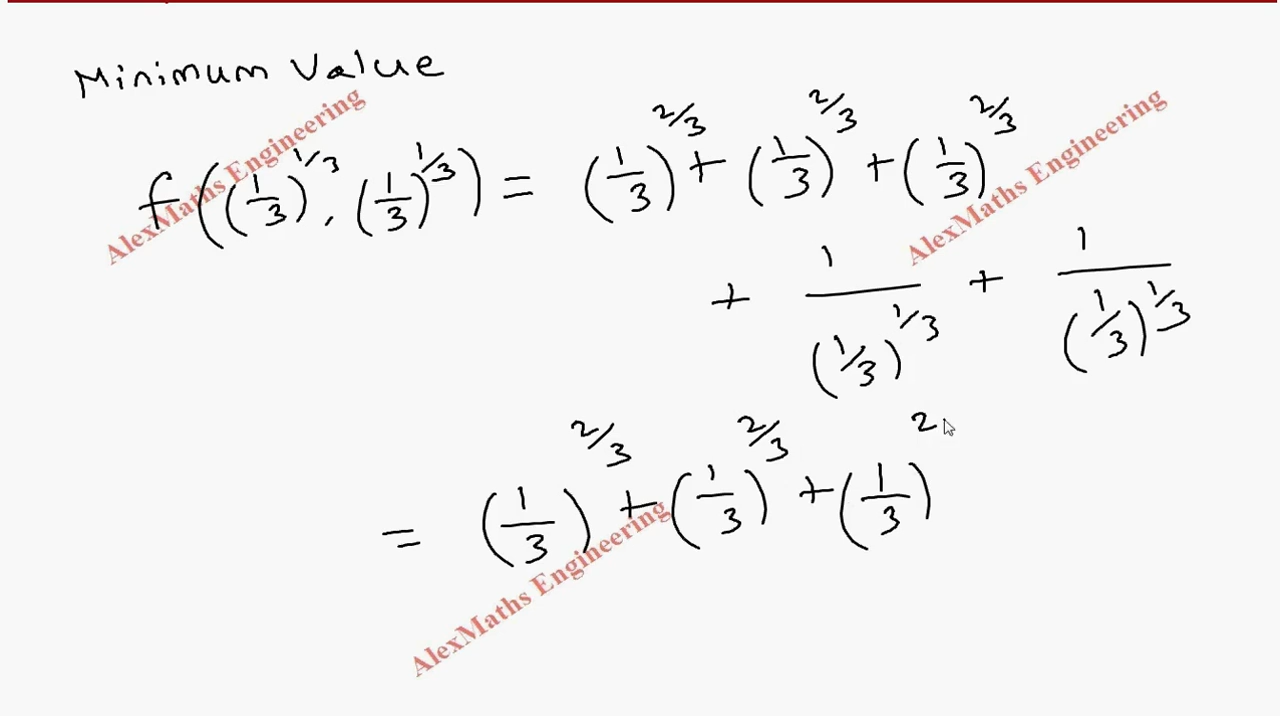 Minimum Value
f((1/3)^1/3, (1/3)^1/3) = (1/3)^2/3 + (1/3)^2/3 + (1/3)^2/3
+ 1/(1/3)^1/3 + 1/(1/3)^1/3
= (1/3)^2/3 + (1/3)^2/3 + (1/3)^2
AlexMaths Engineering
AlexMaths Engineering
AlexMaths Engineering